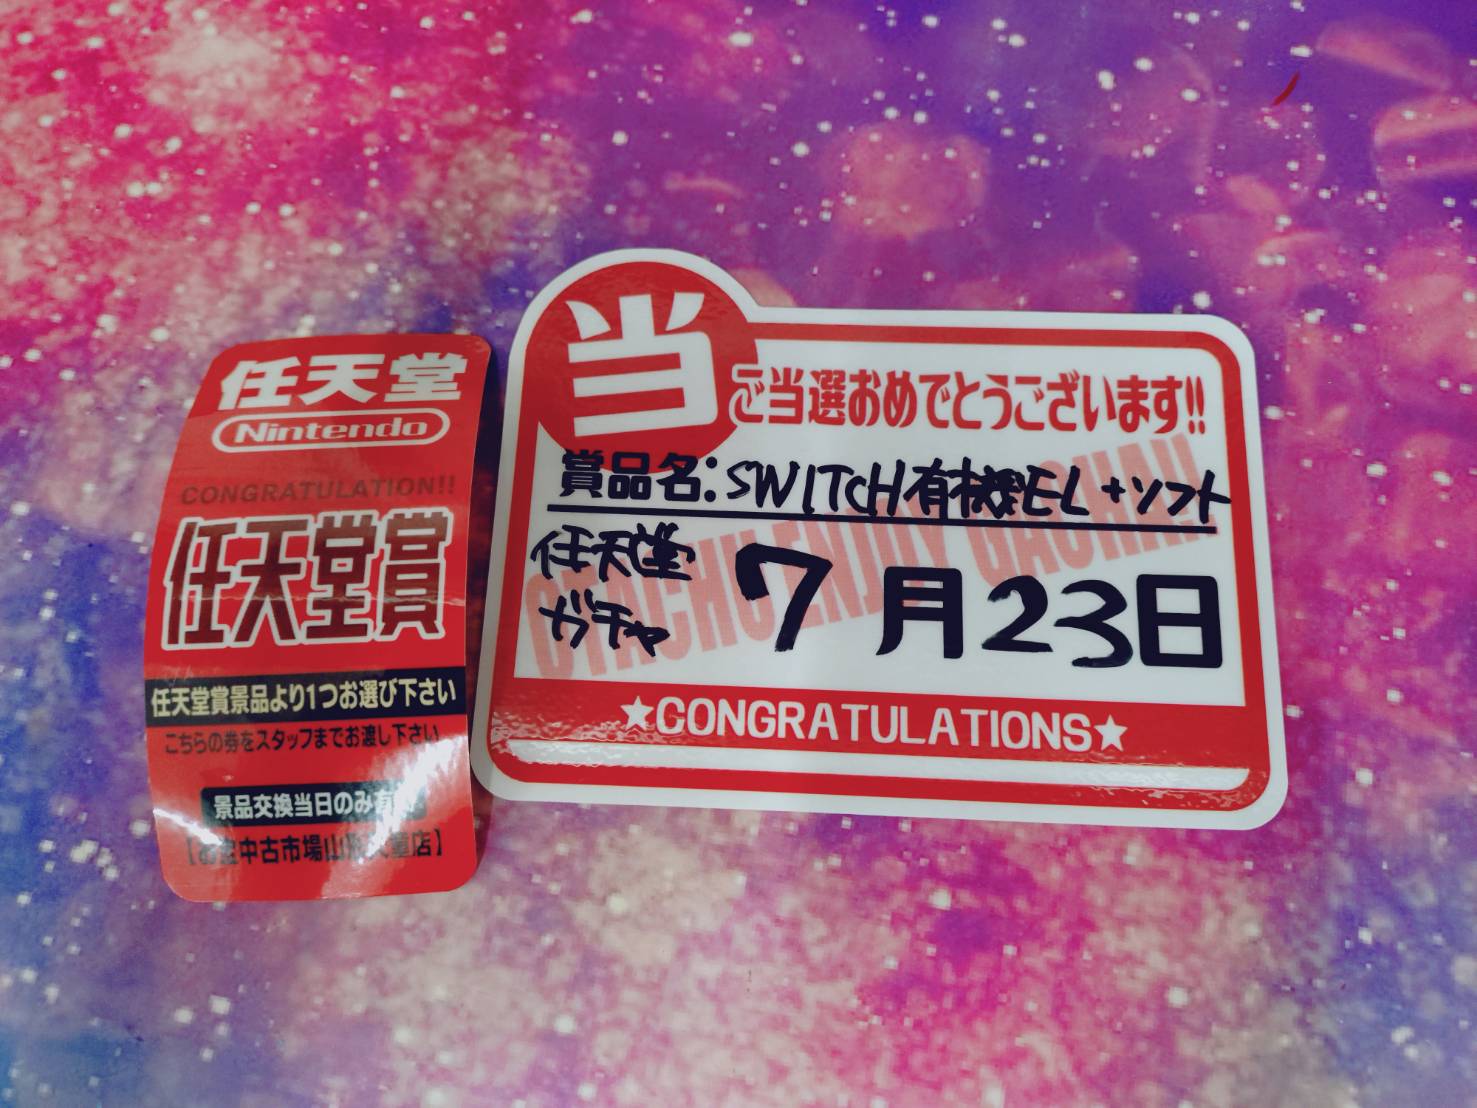 任天堂
Nintendo
CONGRATULATION!!
任天堂賞
任天堂賞景品より1つお選び下さい
こちらの券をスタッフまでお渡し下さい
景品交換当日のみ有
中古市場山
店】
当
ご当選おめでとうございます!!
賞品名:SWITCH有機EL+ソフト
任天堂
ガチャ
7月23日
OTACHU ENJOY GACHA!!
★CONGRATULATIONS★